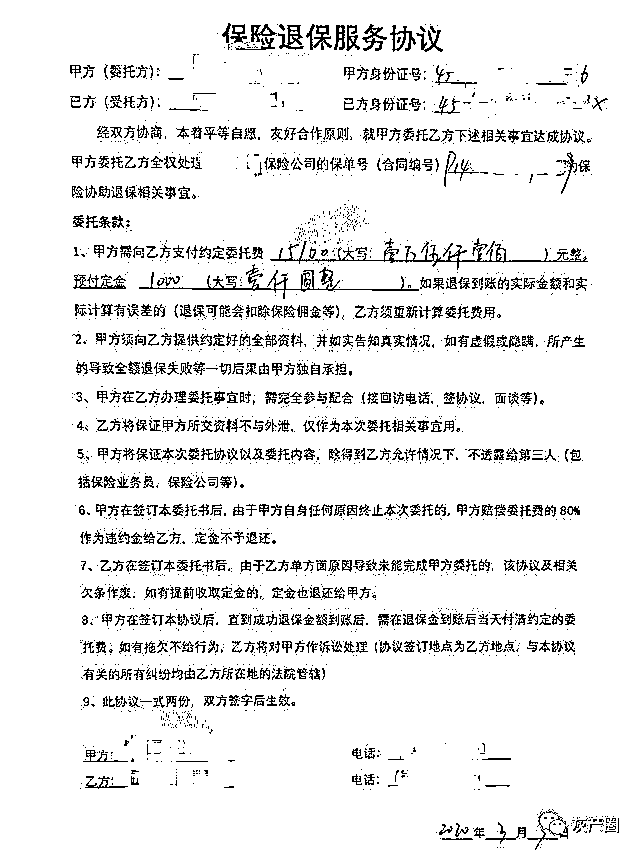 保险退保服务协议
甲方（委托方）： 甲方身份证号：45 6
已方（受托方）： 已方身份证号：45 X
经双方协商，本着平等自愿，友好合作原则，就甲方委托乙方下述相关事宜达成协议。
甲方委托乙方全权处理 保险公司的保单号（合同编号） 的保
险协助退保相关事宜。
委托条款：
1、甲方需向乙方支付约定委托费 15100（大写：壹万伍仟壹佰 ）元整。
预付定金 1000 （大写：壹仟圆整 ）。如果退保到账的实际金额和实
际计算有误差的（退保可能会扣除保险佣金等），乙方须重新计算委托费用。
2、甲方须向乙方提供约定好的全部资料，并如实告知真实情况，如有虚假或隐瞒，所产生
的导致全额退保失败等一切后果由甲方独自承担。
3、甲方在乙方办理委托事宜时，需完全参与配合（接回访电话、签协议、面谈等）。
4、乙方将保证甲方所交资料不与外泄，仅作为本次委托相关事宜用。
5、甲方将保证本次委托协议以及委托内容，除得到乙方允许情况下，不透露给第三人（包
括保险业务员，保险公司等）。
6、甲方在签订本委托书后，由于甲方自身任何原因终止本次委托的，甲方赔偿委托费的80%
作为违约金给乙方，定金不予退还。
7、乙方在签订本委托书后，由于乙方单方面原因导致未能完成甲方委托的，该协议及相关
欠条作废，如有提前收取定金的，定金也退还给甲方。
8、甲方在签订本协议后，直到成功退保金额到账后，需在退保金到账后当天付清约定的委
托费，如有拖欠不给行为，乙方将对甲方作诉讼处理（协议签订地点为乙方地点，与本协议
有关的所有纠纷均由乙方所在地的法院管辖）
9、此协议一式两份，双方签字后生效。
甲方： 电话：
乙方： 电话：
2020年3月3日
灰产圈